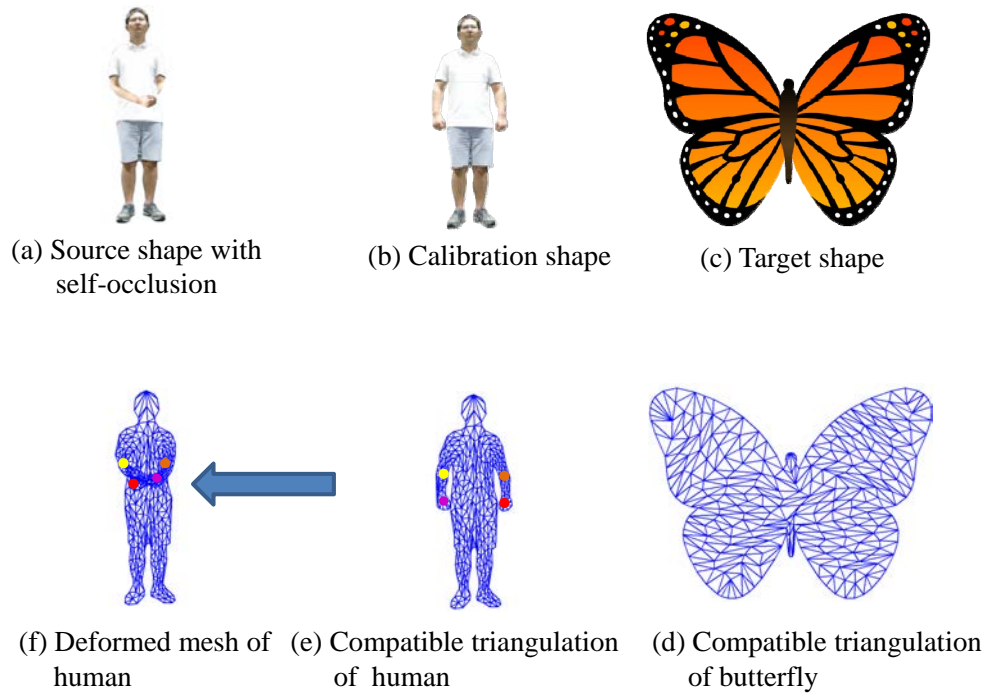 (a) Source shape with
self-occlusion
(b) Calibration shape
(c) Target shape
(f) Deformed mesh of
human
(e) Compatible triangulation
of human
(d) Compatible triangulation
of butterfly